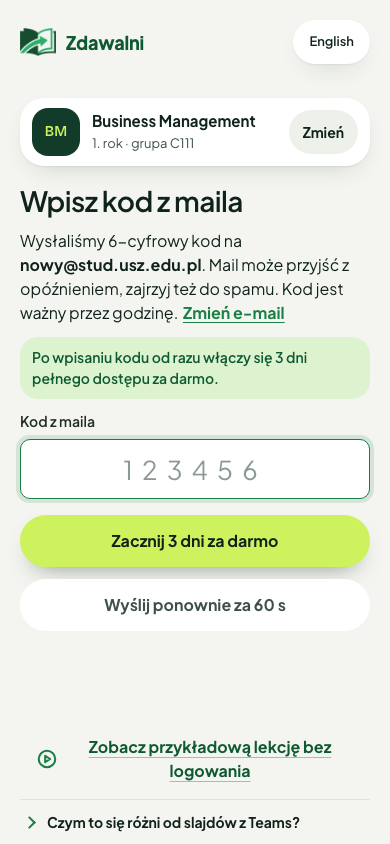 Zdawalni
English
BM
Business Management
1. rok · grupa C111
Zmień
Wpisz kod z maila
Wysłaliśmy 6-cyfrowy kod na
nowy@stud.usz.edu.pl. Mail może przyjść z
opóźnieniem, zajrzyj też do spamu. Kod jest
ważny przez godzinę. Zmień e-mail
Po wpisaniu kodu od razu włączy się 3 dni
pełnego dostępu za darmo.
Kod z maila
1 2 3 4 5 6
Zacznij 3 dni za darmo
Wyślij ponownie za 60 s
Zobacz przykładową lekcję bez
logowania
Czym to się różni od slajdów z Teams?